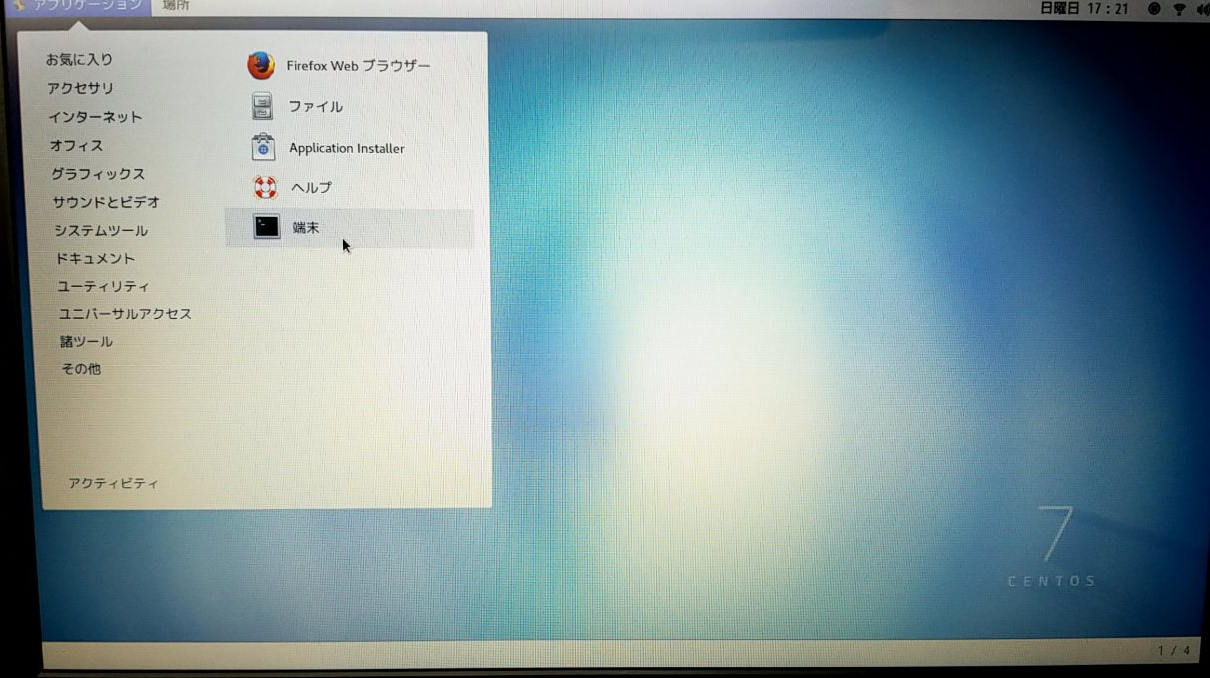 アプリケーション 場所
日曜日 17:21
お気に入り
アクセサリ
インターネット
オフィス
グラフィックス
サウンドとビデオ
システムツール
ドキュメント
ユーティリティ
ユニバーサルアクセス
諸ツール
その他
アクティビティ
Firefox Web ブラウザー
ファイル
Application Installer
ヘルプ
端末
7
CENTOS
1 / 4